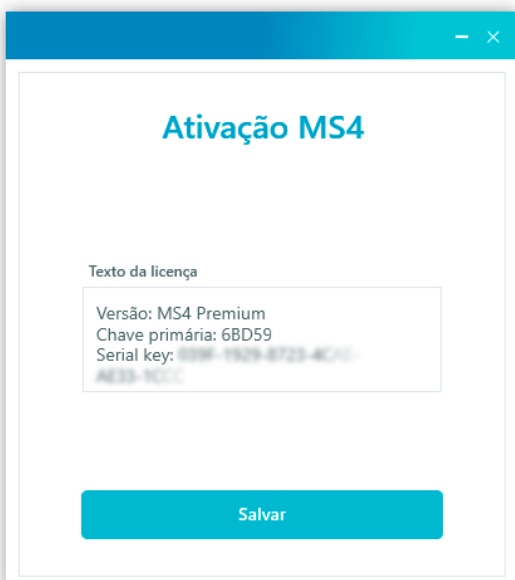 Ativação MS4
Texto da licença
Versão: MS4 Premium
Chave primária: 6BD59
Serial key:
Salvar